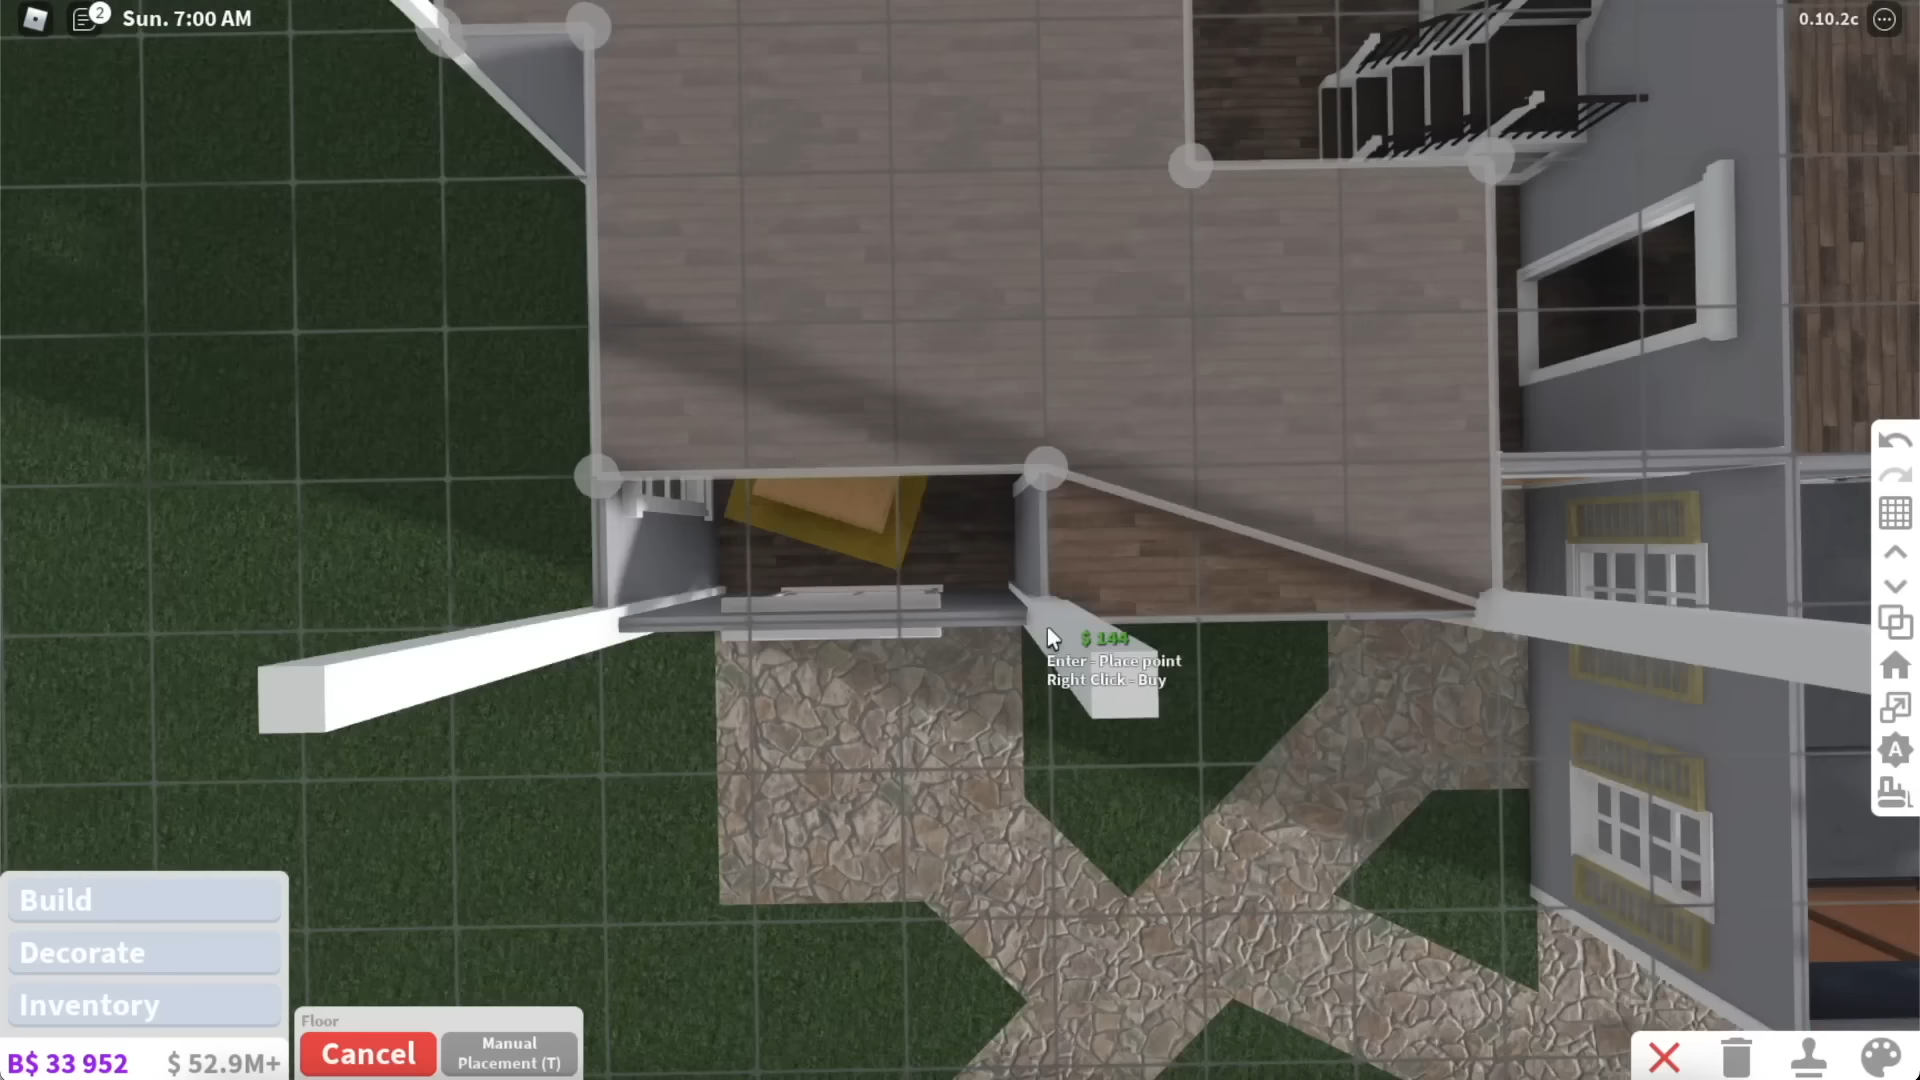 2
Sun. 7:00 AM
0.10.2c
$ 144
Enter - Place point
Right Click - Buy
A
Build
Decorate
Inventory
B$ 33 952
$ 52.9M+
Floor
Cancel
Manual
Placement (T)